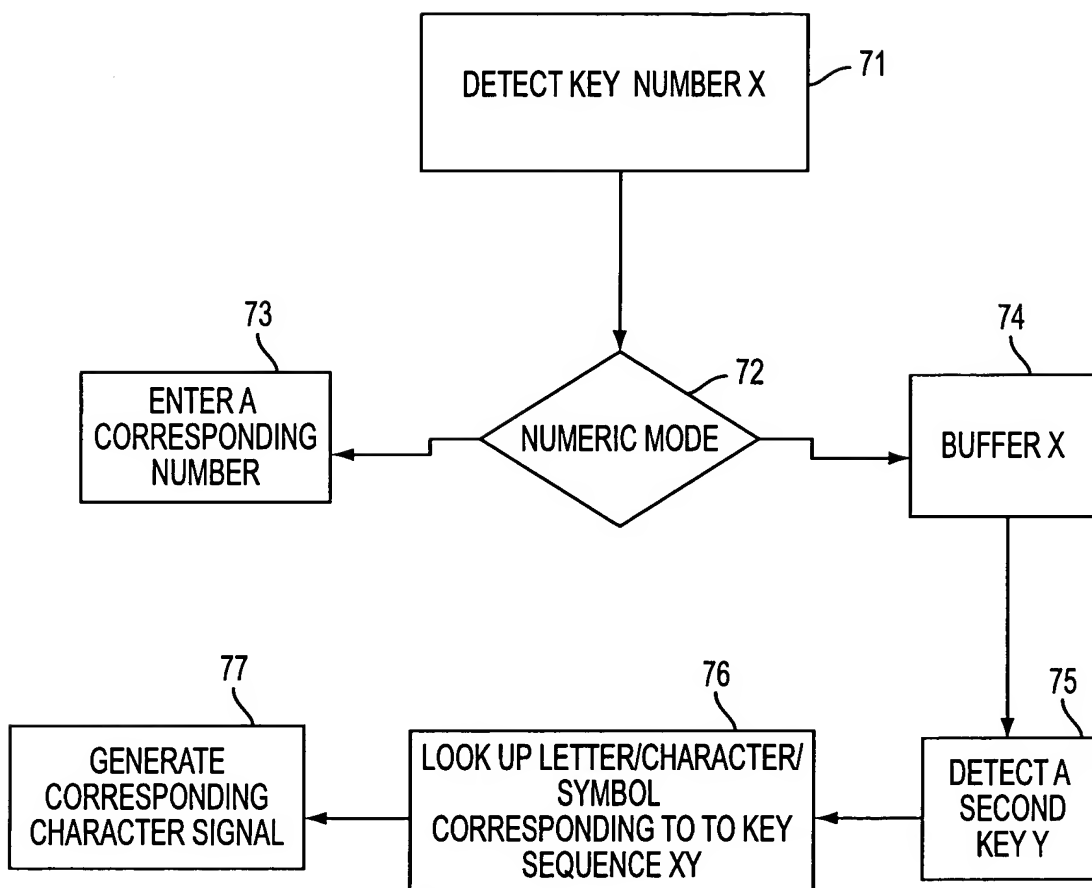 DETECT KEY NUMBER X
71
72
NUMERIC MODE
73
ENTER A
CORRESPONDING
NUMBER
74
BUFFER X
75
DETECT A
SECOND
KEY Y
76
LOOK UP LETTER/CHARACTER/
SYMBOL
CORRESPONDING TO TO KEY
SEQUENCE XY
77
GENERATE
CORRESPONDING
CHARACTER SIGNAL